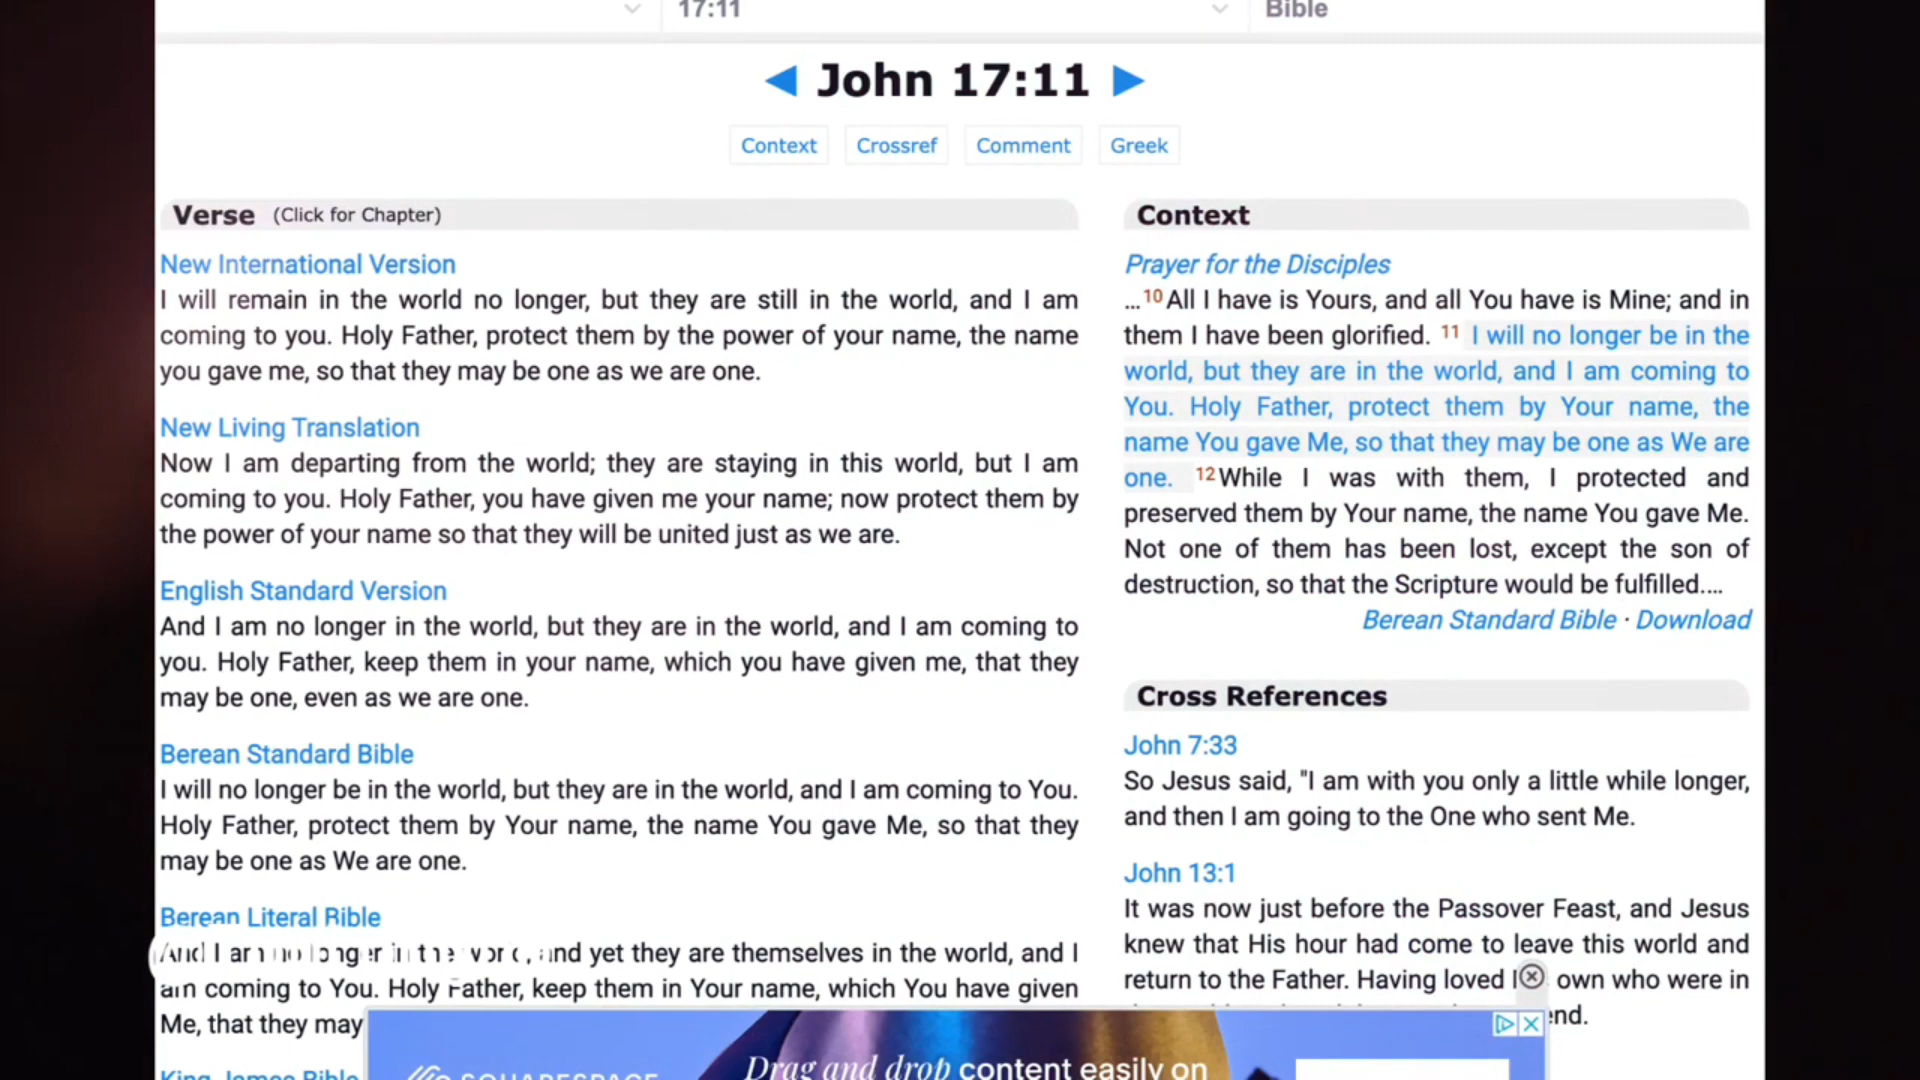 17:11
Bible
John 17:11
Context
Crossref
Comment
Greek
Verse (Click for Chapter)
New International Version
I will remain in the world no longer, but they are still in the world, and I am
coming to you. Holy Father, protect them by the power of your name, the name
you gave me, so that they may be one as we are one.
New Living Translation
Now I am departing from the world; they are staying in this world, but I am
coming to you. Holy Father, you have given me your name; now protect them by
the power of your name so that they will be united just as we are.
English Standard Version
And I am no longer in the world, but they are in the world, and I am coming to
you. Holy Father, keep them in your name, which you have given me, that they
may be one, even as we are one.
Berean Standard Bible
I will no longer be in the world, but they are in the world, and I am coming to You.
Holy Father, protect them by Your name, the name You gave Me, so that they
may be one as We are one.
Berean Literal Bible
And I am no longer in the world, and yet they are themselves in the world, and I
am coming to You. Holy Father, keep them in Your name, which You have given
Me, that they may
King James Bible
Context
Prayer for the Disciples
…10 All I have is Yours, and all You have is Mine; and in
them I have been glorified. 11 I will no longer be in the
world, but they are in the world, and I am coming to
You. Holy Father, protect them by Your name, the
name You gave Me, so that they may be one as We are
one. 12 While I was with them, I protected and
preserved them by Your name, the name You gave Me.
Not one of them has been lost, except the son of
destruction, so that the Scripture would be fulfilled.…
Berean Standard Bible · Download
Cross References
John 7:33
So Jesus said, "I am with you only a little while longer,
and then I am going to the One who sent Me.
John 13:1
It was now just before the Passover Feast, and Jesus
knew that His hour had come to leave this world and
return to the Father. Having loved own who were in
end.
SQUARESPACE
Drag and drop content easily on